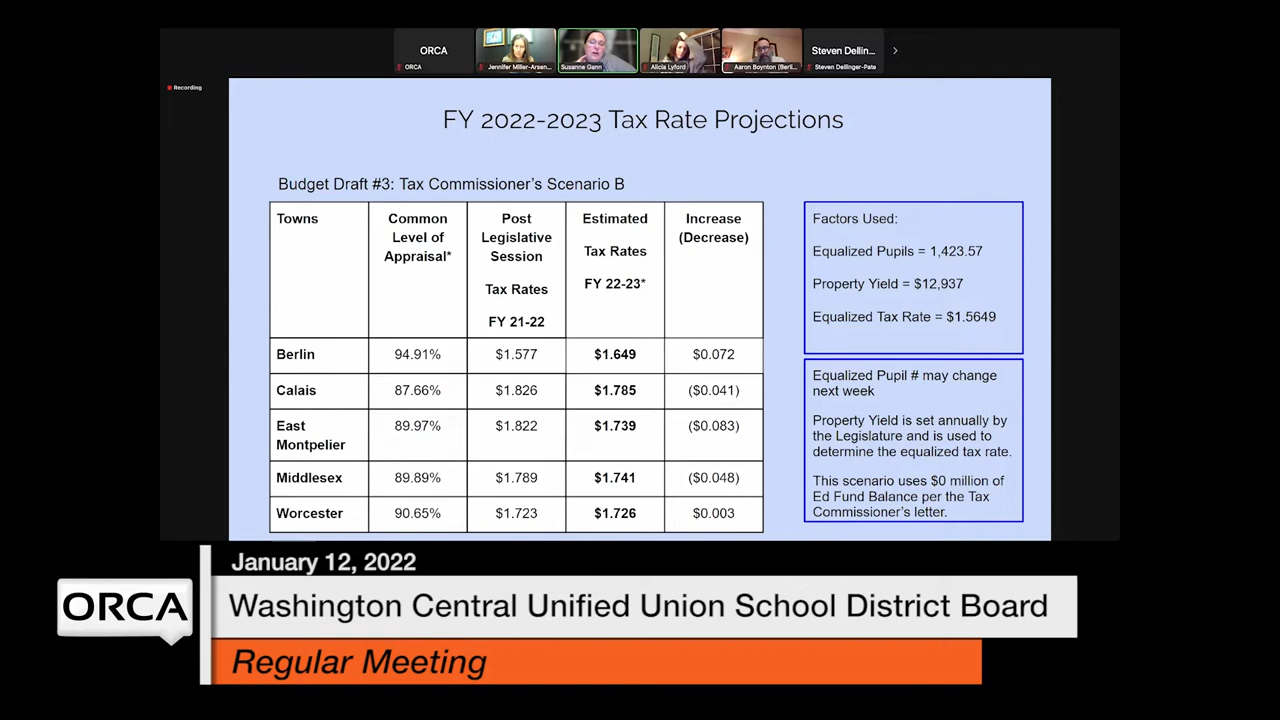 ORCA
Steven Dellin...
ORCA
Jennifer Miller-Arsen...
Susanne Gann
Alicia Lyford
Aaron Boynton (Berli...
Steven Dellinger-Pate
Recording
FY 2022-2023 Tax Rate Projections
Budget Draft #3: Tax Commissioner's Scenario B
Towns
Common
Level of
Appraisal*
Post
Legislative
Session
Tax Rates
FY 21-22
Estimated
Tax Rates
FY 22-23*
Increase
(Decrease)
Berlin 94.91% $1.577 $1.649 $0.072
Calais 87.66% $1.826 $1.785 ($0.041)
East
Montpelier 89.97% $1.822 $1.739 ($0.083)
Middlesex 89.89% $1.789 $1.741 ($0.048)
Worcester 90.65% $1.723 $1.726 $0.003
Factors Used:
Equalized Pupils = 1,423.57
Property Yield = $12,937
Equalized Tax Rate = $1.5649
Equalized Pupil # may change
next week
Property Yield is set annually by
the Legislature and is used to
determine the equalized tax rate.
This scenario uses $0 million of
Ed Fund Balance per the Tax
Commissioner's letter.
January 12, 2022
ORCA
Washington Central Unified Union School District Board
Regular Meeting